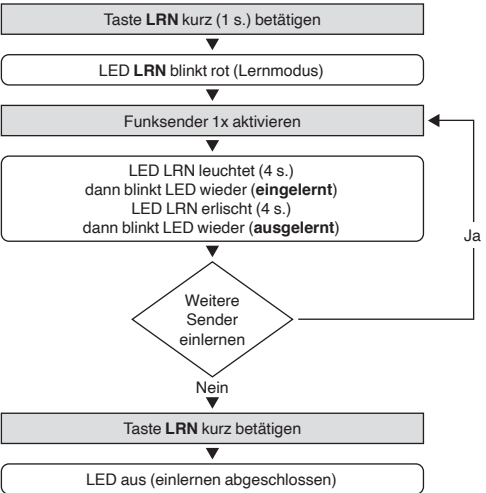 Taste LRN kurz (1 s.) betätigen
LED LRN blinkt rot (Lernmodus)
Funksender 1x aktivieren
LED LRN leuchtet (4 s.)
dann blinkt LED wieder (eingelernt)
LED LRN erlischt (4 s.)
dann blinkt LED wieder (ausgelernt)
Ja
Weitere
Sender
einlernen
Nein
Taste LRN kurz betätigen
LED aus (einlernen abgeschlossen)